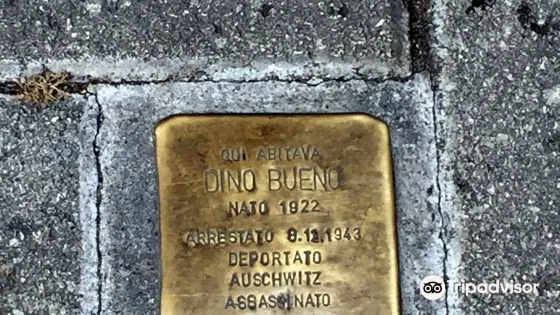 QUI ABITAVA
DINO BUENO
NATO 1922
ARRESTATO 8.12.1943
DEPORTATO
AUSCHWITZ
ASSASSINATO
tripadvisor